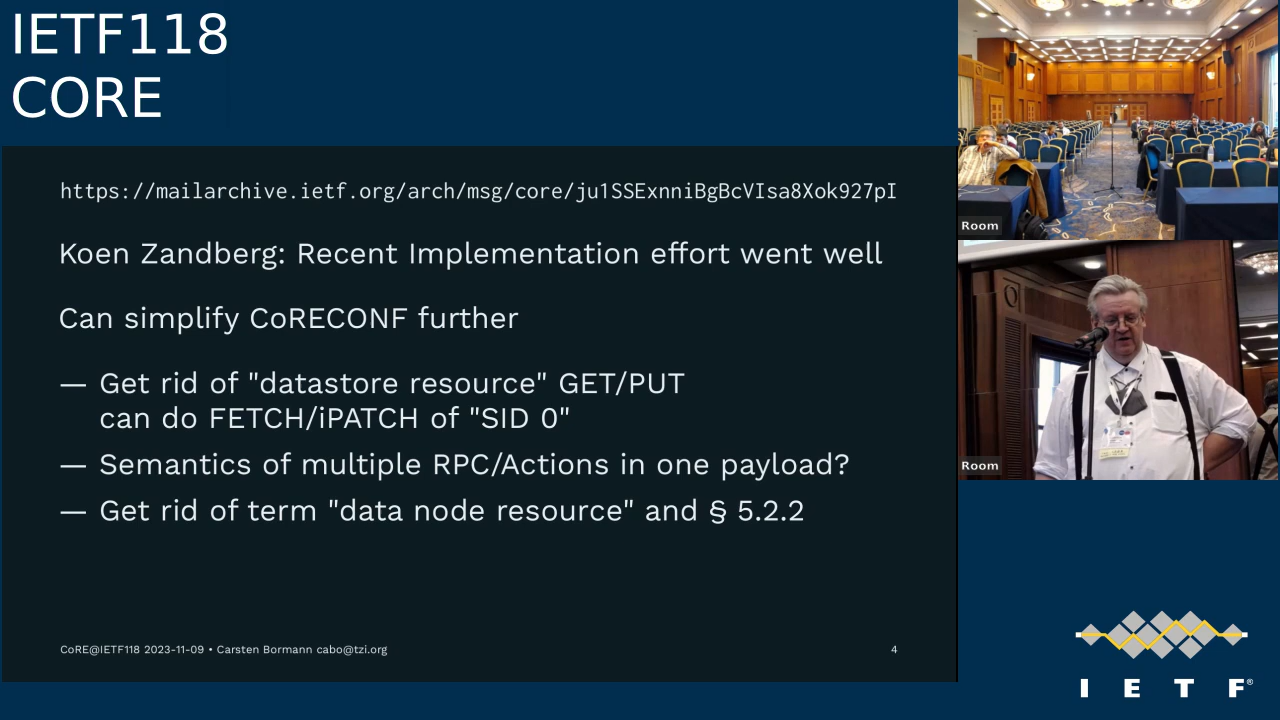 IETF118
CORE
https://mailarchive.ietf.org/arch/msg/core/ju1SSExnniBgBcVIsa8Xok927pI
Koen Zandberg: Recent Implementation effort went well
Can simplify CoRECONF further
— Get rid of "datastore resource" GET/PUT
can do FETCH/iPATCH of "SID 0"
— Semantics of multiple RPC/Actions in one payload?
— Get rid of term "data node resource" and § 5.2.2
CoRE@IETF118 2023-11-09 • Carsten Bormann cabo@tzi.org
4
Room
Room
I E T F®